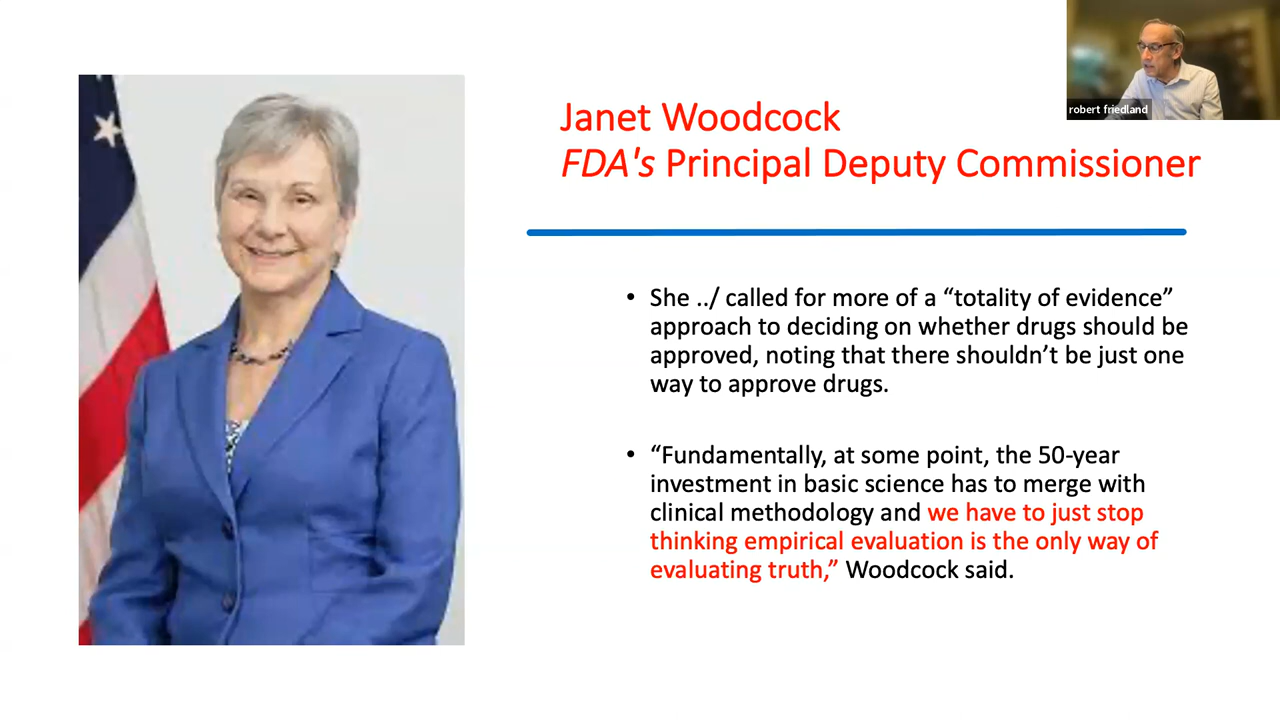 robert friedland
Janet Woodcock
FDA's Principal Deputy Commissioner
• She ../ called for more of a “totality of evidence”
approach to deciding on whether drugs should be
approved, noting that there shouldn’t be just one
way to approve drugs.
• “Fundamentally, at some point, the 50-year
investment in basic science has to merge with
clinical methodology and we have to just stop
thinking empirical evaluation is the only way of
evaluating truth,” Woodcock said.